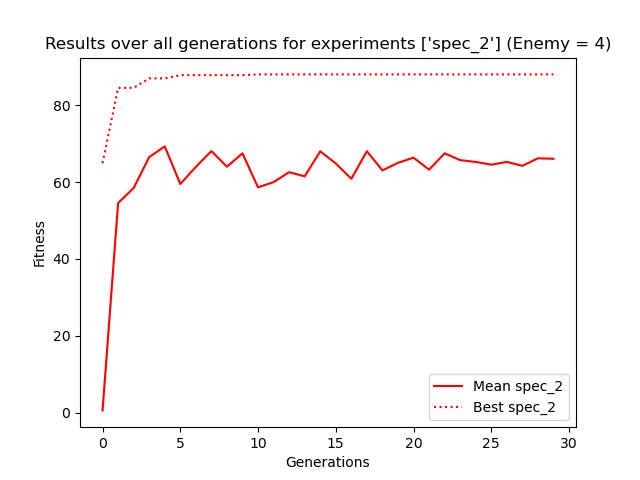 Results over all generations for experiments ['spec_2'] (Enemy = 4)
Fitness
80
60
40
20
0
0 5 10 15 20 25 30
Generations
Mean spec_2
Best spec_2